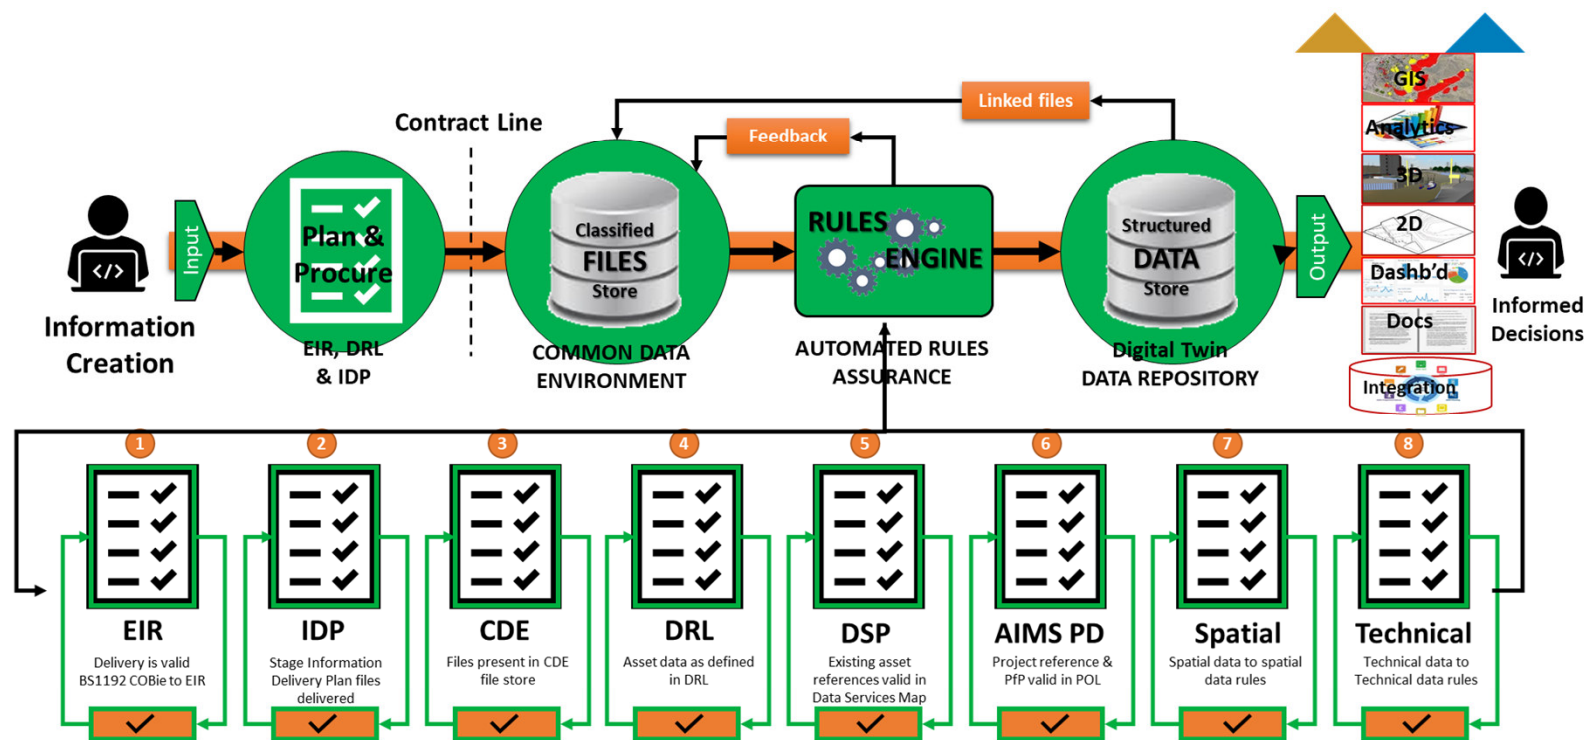 Contract Line
Linked files
Feedback
Information
Creation
Input
Plan &
Procure
EIR, DRL
& IDP
Classified
FILES
Store
COMMON DATA
ENVIRONMENT
RULES
ENGINE
AUTOMATED RULES
ASSURANCE
Structured
DATA
Store
Digital Twin
DATA REPOSITORY
Output
GIS
Analytics
3D
2D
Dashb'd
Docs
Integration
Informed
Decisions
1
2
3
4
5
6
7
8
EIR
Delivery is valid
BS1192 COBie to EIR
IDP
Stage Information
Delivery Plan files
delivered
CDE
Files present in CDE
file store
DRL
Asset data as defined
in DRL
DSP
Existing asset
references valid in
Data Services Map
AIMS PD
Project reference &
PfP valid in POL
Spatial
Spatial data to spatial
data rules
Technical
Technical data to
Technical data rules